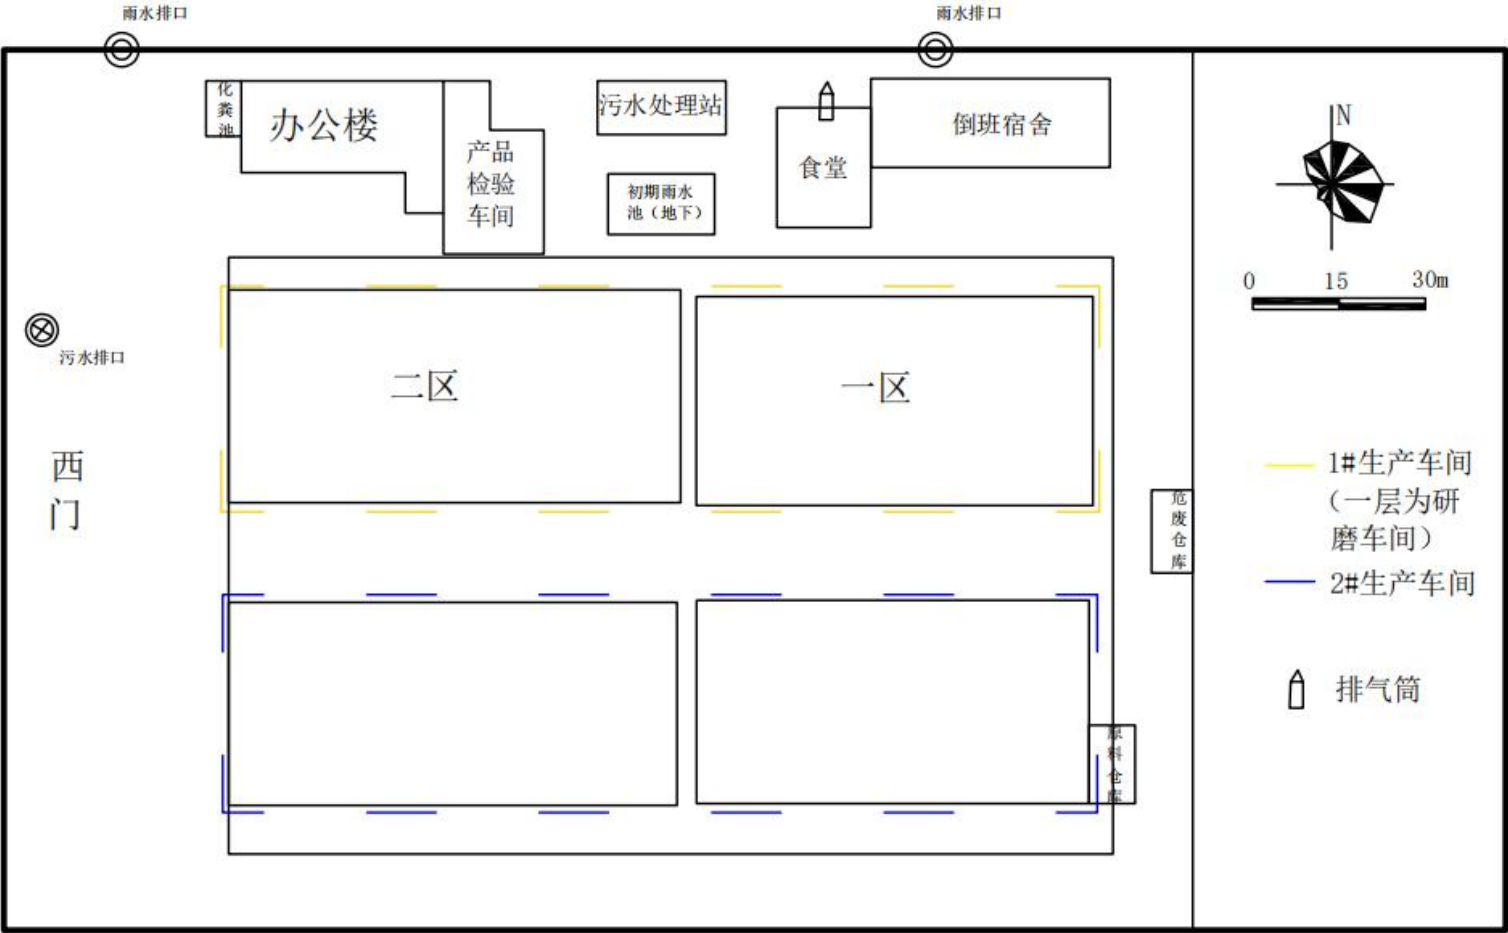 雨水排口
雨水排口
化
粪
池
办公楼
产品
检验
车间
污水处理站
初期雨水
池（地下）
食堂
倒班宿舍
N
0 15 30m
污水排口
西
门
二区
一区
危
废
仓
库
原
料
仓
库
1#生产车间
（一层为研
磨车间）
2#生产车间
排气筒